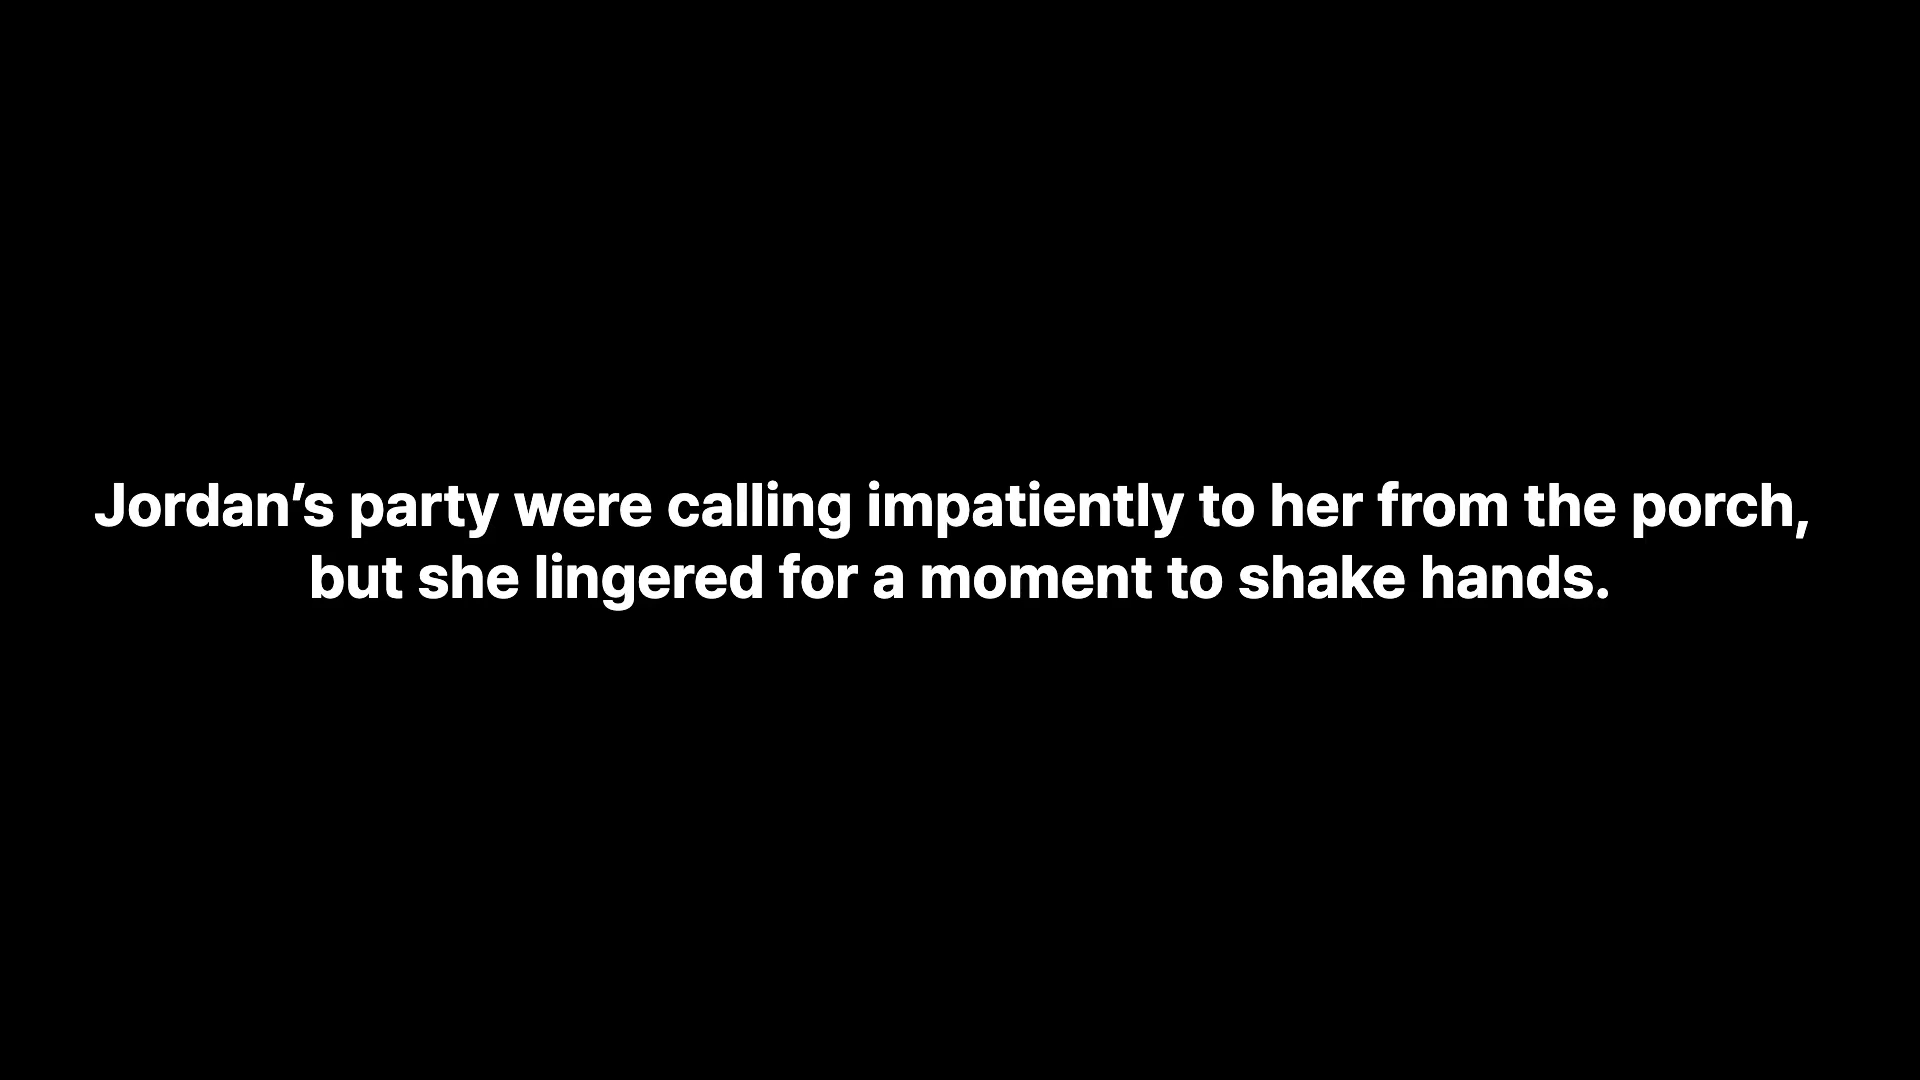 Jordan’s party were calling impatiently to her from the porch,
but she lingered for a moment to shake hands.